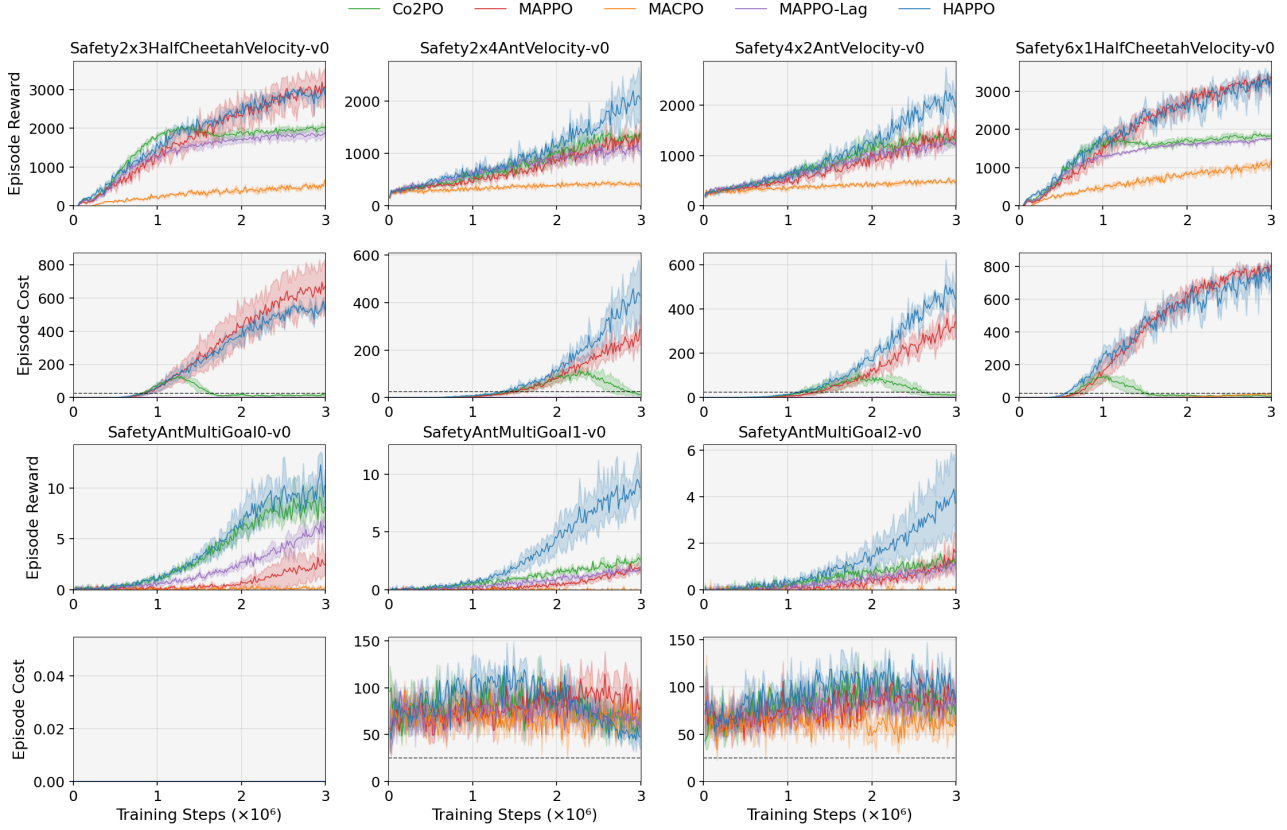 Co2PO MAPPO MACPO MAPPO-Lag HAPPO
Safety2x3HalfCheetahVelocity-v0 Safety2x4AntVelocity-v0 Safety4x2AntVelocity-v0 Safety6x1HalfCheetahVelocity-v0
Episode Reward
3000
2000
1000
0
0 1 2 3
2000
1000
0
0 1 2 3
2000
1000
0
0 1 2 3
3000
2000
1000
0
0 1 2 3
Episode Cost
800
600
400
200
0
0 1 2 3
600
400
200
0
0 1 2 3
600
400
200
0
0 1 2 3
800
600
400
200
0
0 1 2 3
SafetyAntMultiGoal0-v0 SafetyAntMultiGoal1-v0 SafetyAntMultiGoal2-v0
Episode Reward
10
5
0
0 1 2 3
10
5
0
0 1 2 3
6
4
2
0
0 1 2 3
Episode Cost
0.04
0.02
0.00
0 1 2 3
Training Steps (×10⁶)
150
100
50
0
0 1 2 3
Training Steps (×10⁶)
150
100
50
0
0 1 2 3
Training Steps (×10⁶)